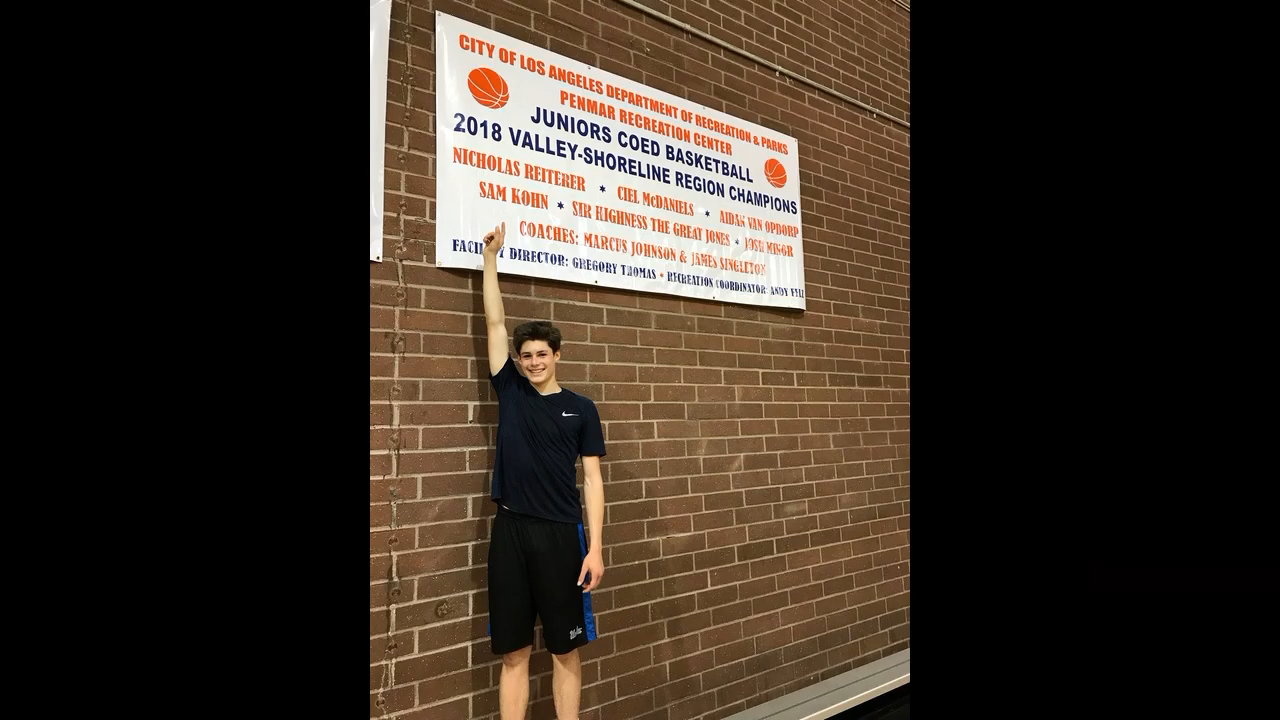 CITY OF LOS ANGELES DEPARTMENT OF RECREATION & PARKS
PENMAR RECREATION CENTER
JUNIORS COED BASKETBALL
2018 VALLEY-SHORELINE REGION CHAMPIONS
NICHOLAS REITERER * CIEL McDANIELS * AIDAN VAN OPDORP
SAM KOHN * SIR HIGHNESS THE GREAT JONES * JOSH MINOR
COACHES: MARCUS JOHNSON & JAMES SINGLETON
DIRECTOR: GREGORY THOMAS * RECREATION COORDINATOR: ANDY